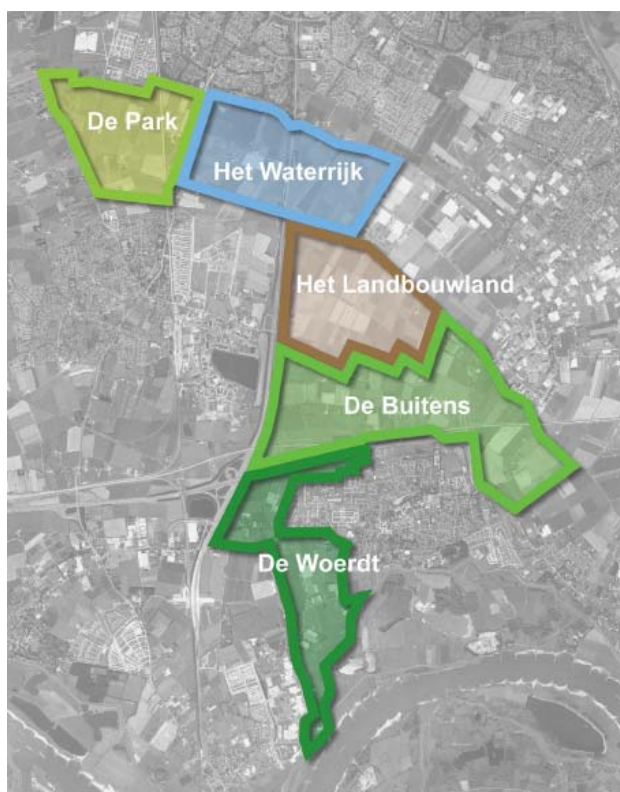 De Park
Het Waterrijk
Het Landbouwland
De Buitens
De Woerdt